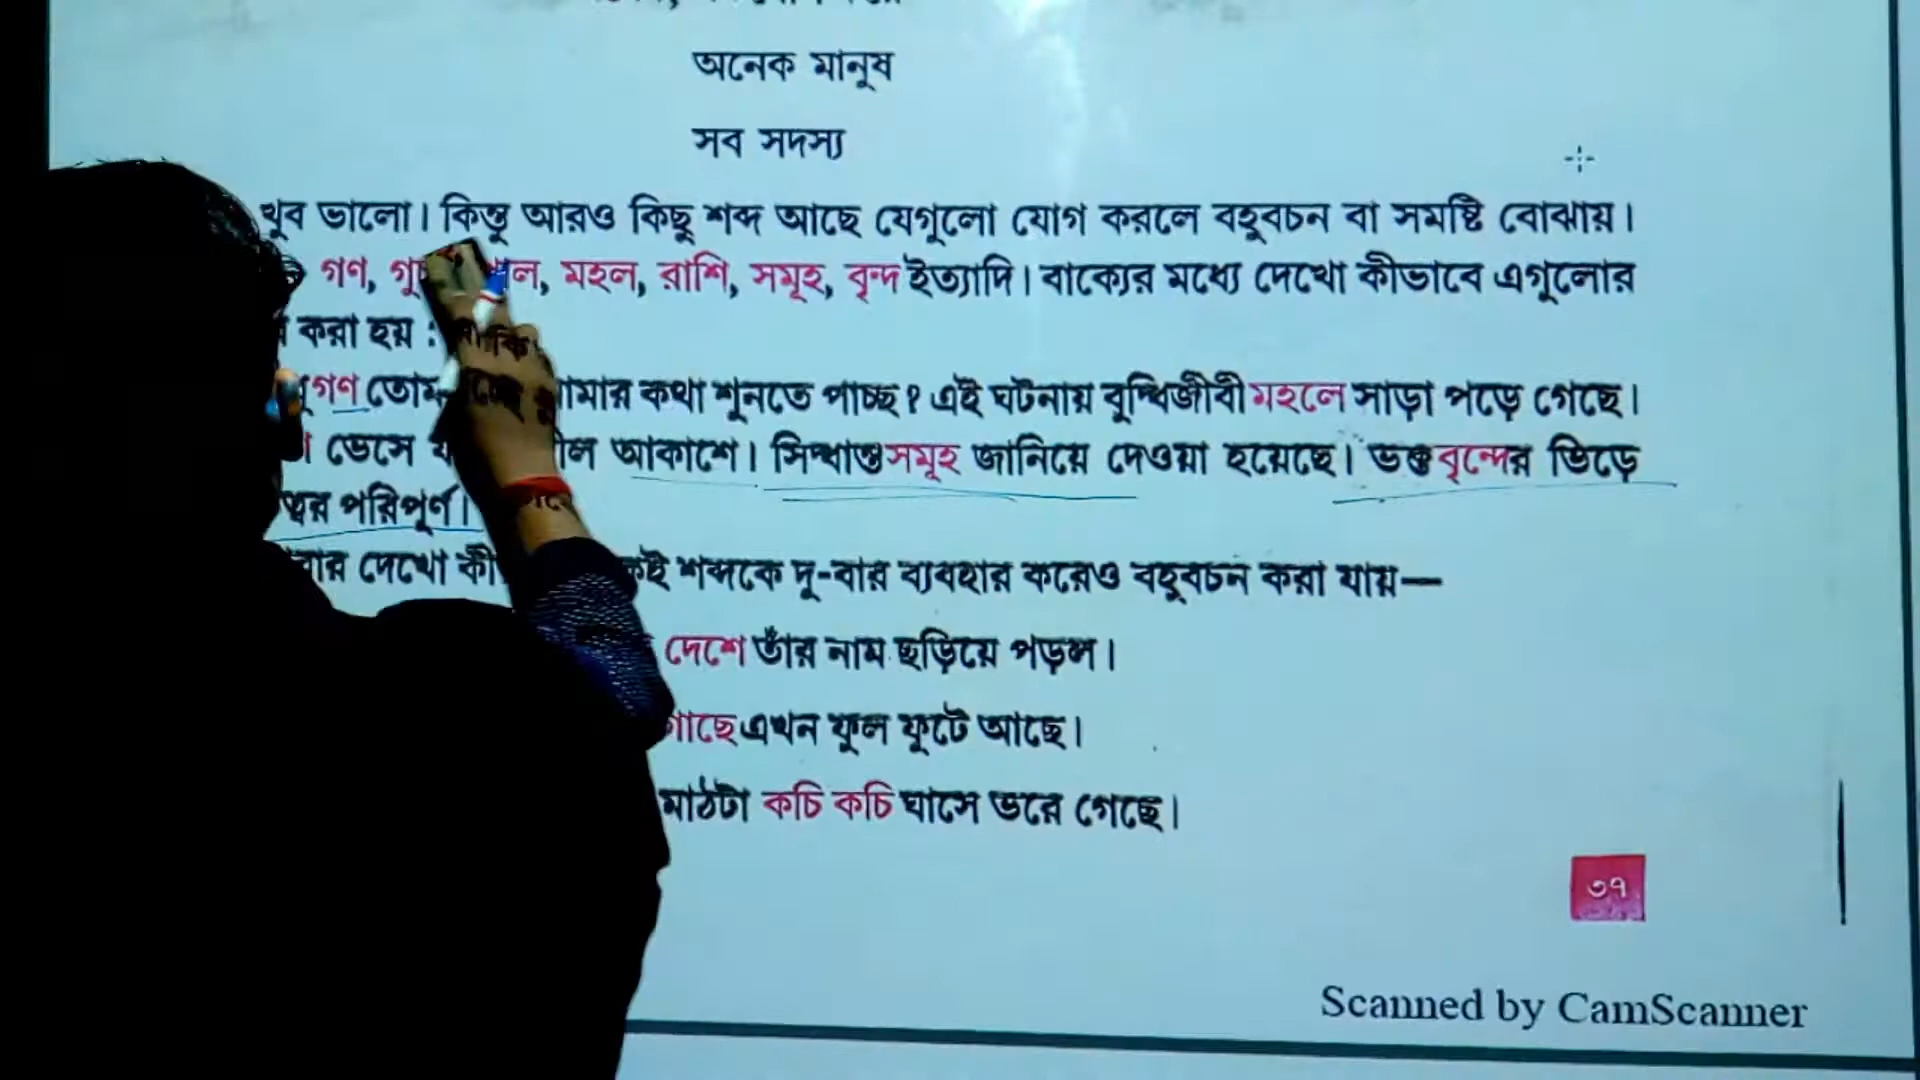 অনেক মানুষ
সব সদস্য
খুব ভালো। কিন্তু আরও কিছু শব্দ আছে যেগুলো যোগ করলে বহুবচন বা সমষ্টি বোঝায়।
গণ, মহল, রাশি, সমূহ, বৃন্দ ইত্যাদি। বাক্যের মধ্যে দেখো কীভাবে এগুলোর
করা হয় :
গণ কথা শুনতে পাচ্ছ? এই ঘটনায় বুদ্ধিজীবী মহলে সাড়া পড়ে গেছে।
ভেসে আকাশে। সিদ্ধান্তসমূহ জানিয়ে দেওয়া হয়েছে। ভক্তবৃন্দের ভিড়ে
পরিপূর্ণ।
দেখো শব্দকে দু-বার ব্যবহার করেও বহুবচন করা যায়—
দেশে তাঁর নাম ছড়িয়ে পড়ল।
গাছে এখন ফুল ফুটে আছে।
মাঠটা কচি কচি ঘাসে ভরে গেছে।
৩৭
Scanned by CamScanner